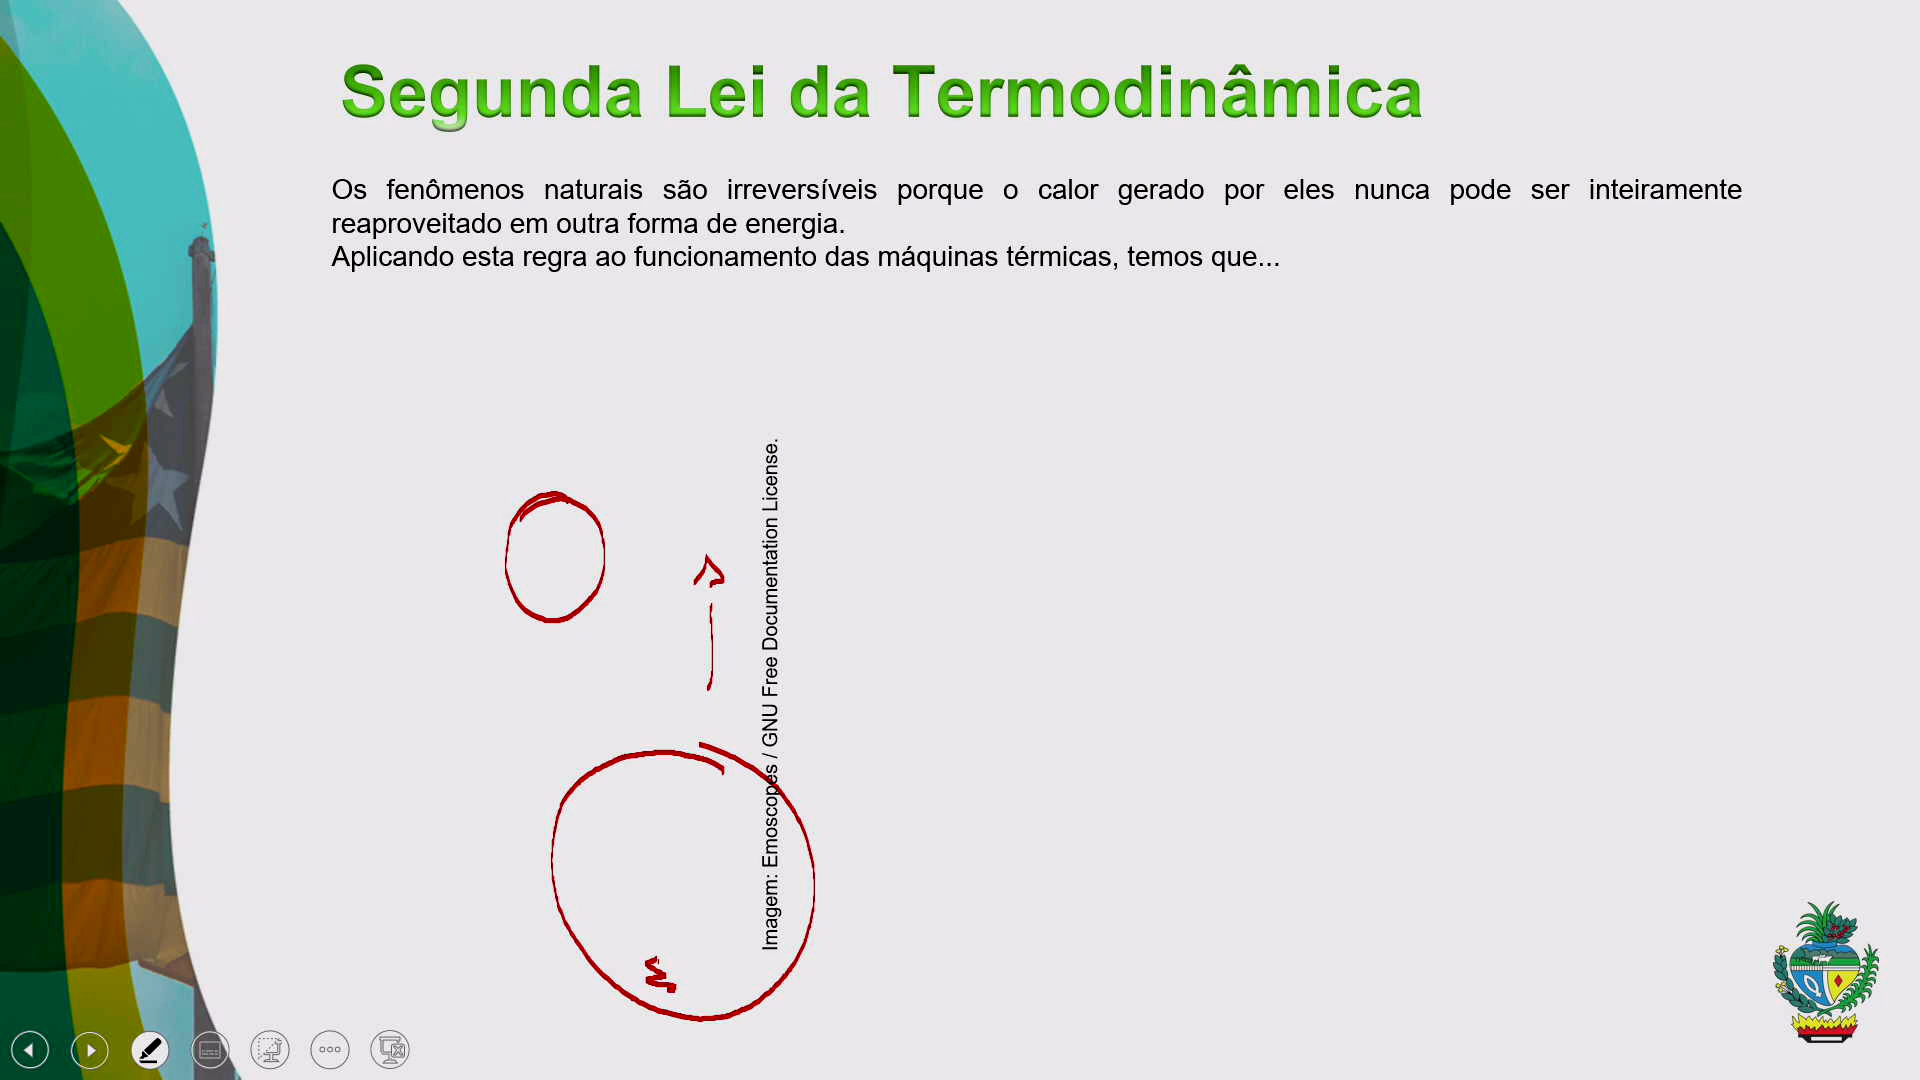 Segunda Lei da Termodinâmica
Os fenômenos naturais são irreversíveis porque o calor gerado por eles nunca pode ser inteiramente
reaproveitado em outra forma de energia.
Aplicando esta regra ao funcionamento das máquinas térmicas, temos que...
Imagem: Emoscopes / GNU Free Documentation License.